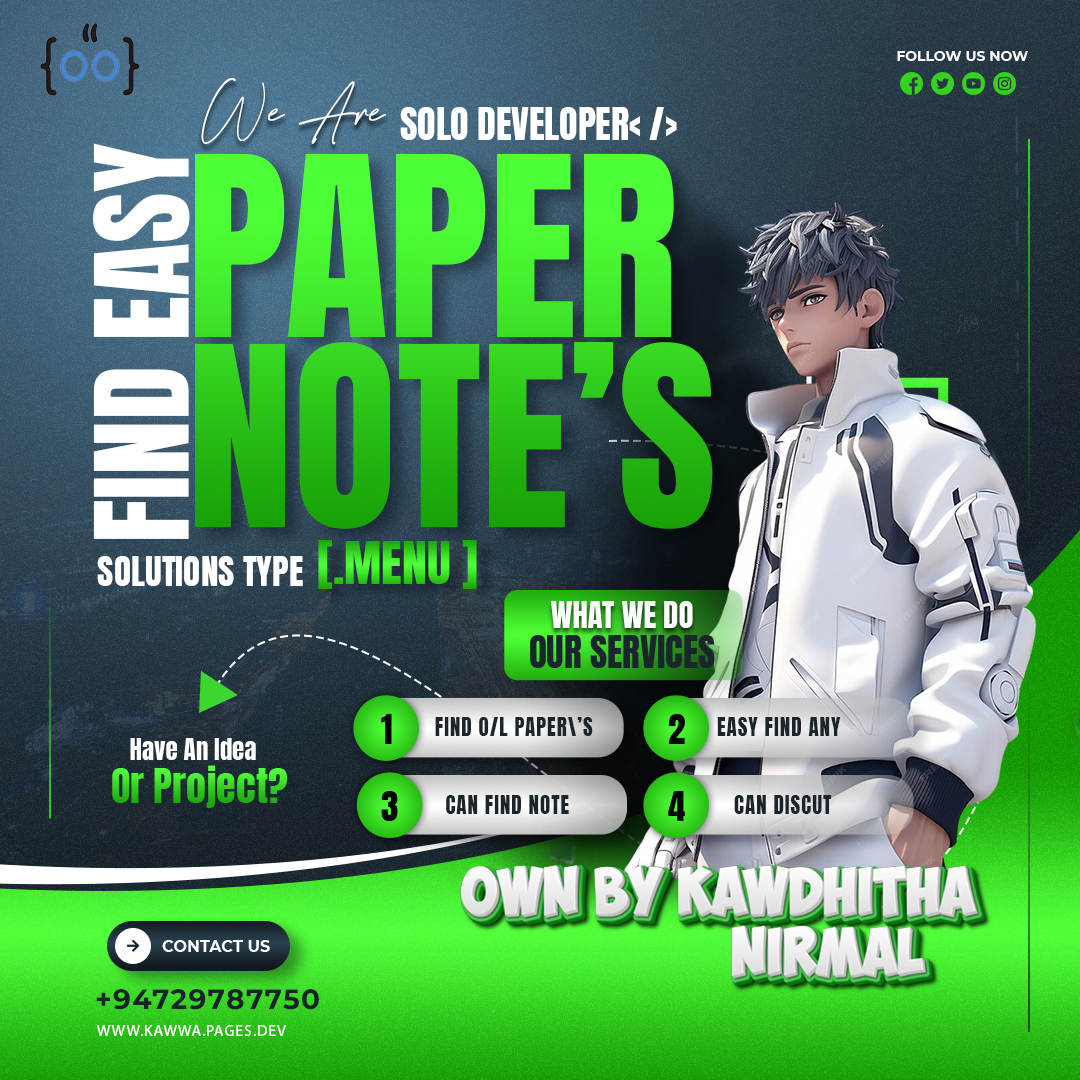 {OO}
FOLLOW US NOW
We Are SOLO DEVELOPER< />
FIND EASY
PAPER
NOTE’S
SOLUTIONS TYPE [.MENU ]
WHAT WE DO
OUR SERVICES
1 FIND O/L PAPER\'S
2 EASY FIND ANY
3 CAN FIND NOTE
4 CAN DISCUT
Have An Idea
Or Project?
OWN BY KAWDHITHA
NIRMAL
CONTACT US
+94729787750
WWW.KAWWA.PAGES.DEV